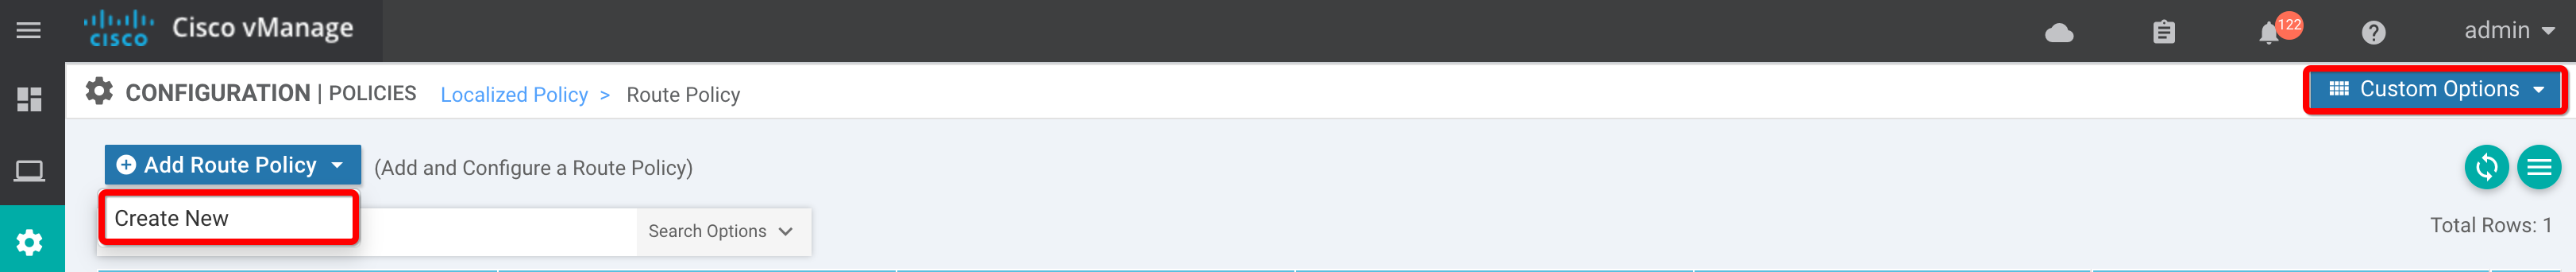 cisco Cisco vManage 122 ? admin
CONFIGURATION | POLICIES Localized Policy > Route Policy Custom Options
Add Route Policy (Add and Configure a Route Policy)
Create New
Search Options
Total Rows: 1